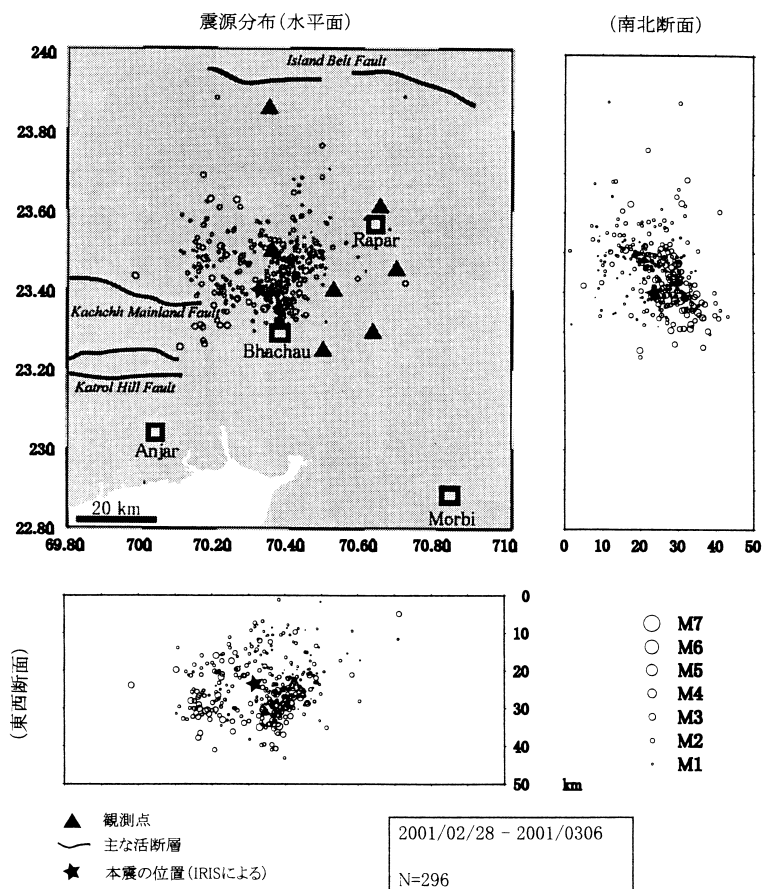 震源分布(水平面)
(南北断面)
240
23.80
23.60
23.40
23.20
230
22.80
Island Belt Fault
Rapar
Kachchh Mainland Fault
Bhachau
Katrol Hill Fault
Anjar
20 km
Morbi
69.80 700 70.20 70.40 70.60 70.80 710
0 10 20 30 40 50
(東西断面)
0
10
20
30
40
50 km
M7
M6
M5
M4
M3
M2
M1
観測点
主な活断層
本震の位置(IRISによる)
2001/02/28 - 2001/0306
N=296